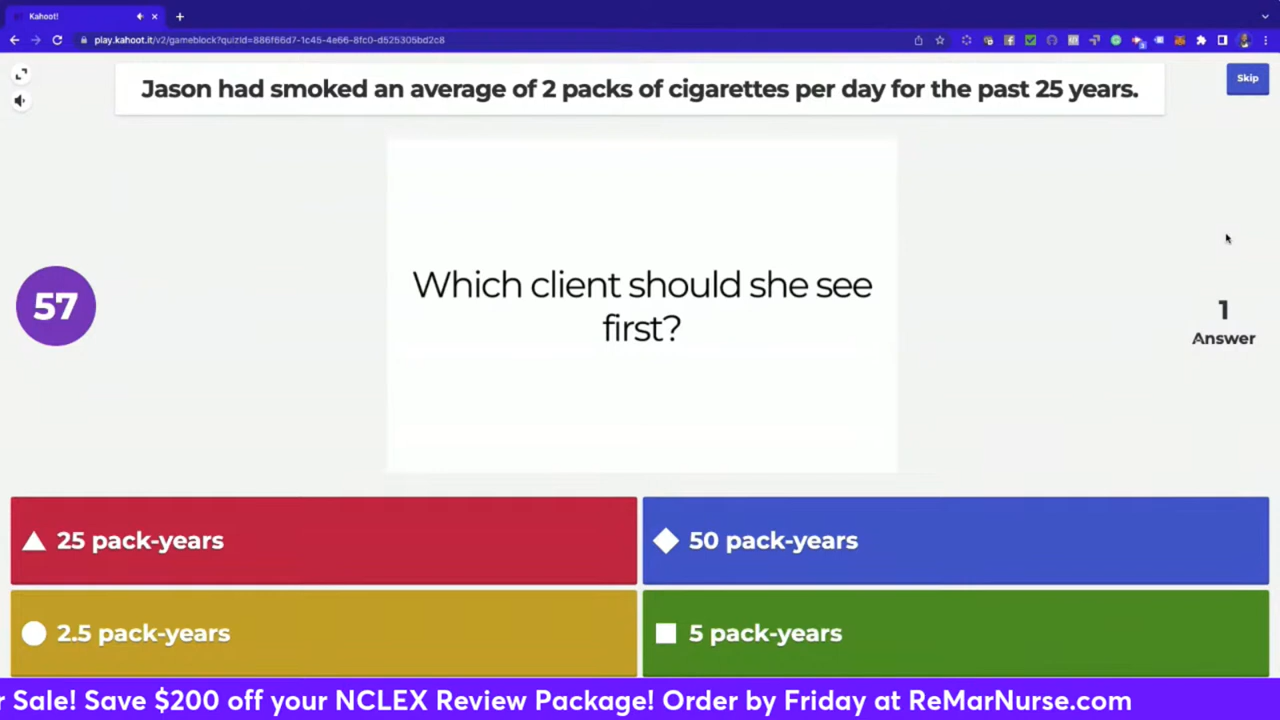 Kahoot!
play.kahoot.it/v2/gameblock?quizId=886f66d7-1c45-4e66-8fc0-d525305bd2c8
Jason had smoked an average of 2 packs of cigarettes per day for the past 25 years.
Skip
Which client should she see
first?
57
1
Answer
25 pack-years
50 pack-years
2.5 pack-years
5 pack-years
r Sale! Save $200 off your NCLEX Review Package! Order by Friday at ReMarNurse.com